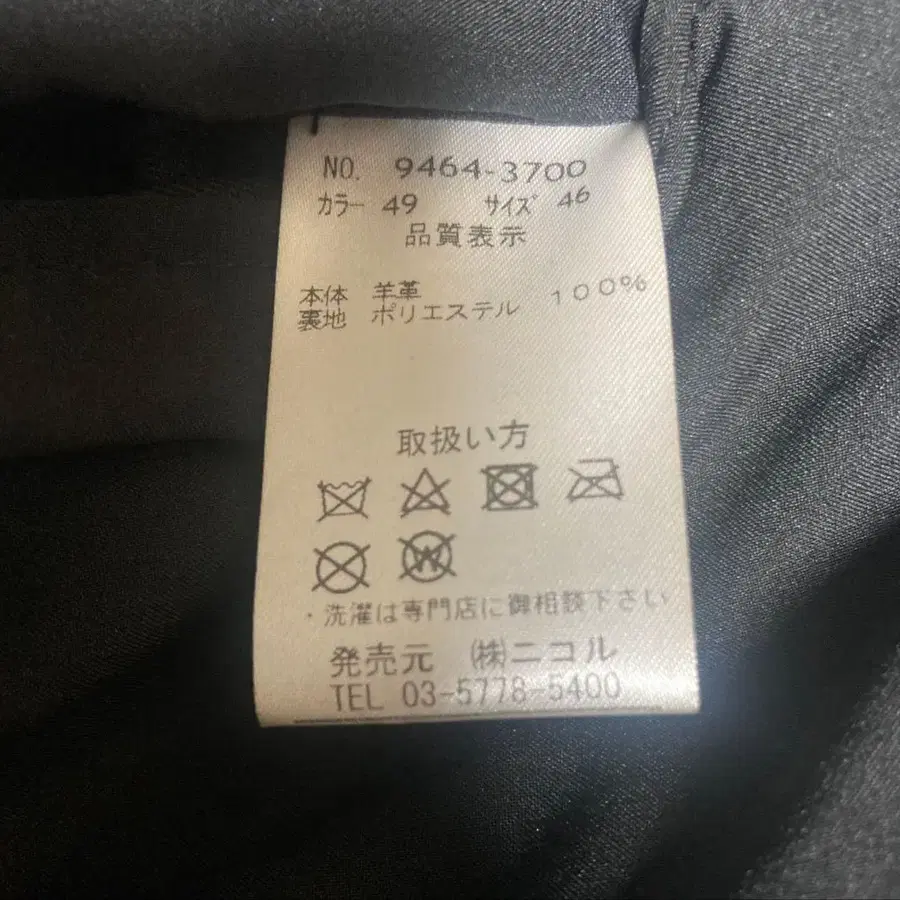 NO. 9464-3700
カラー 49 サイズ 46
品質表示
本体 羊革
裏地 ポリエステル 100%
取扱い方
W
・洗濯は専門店に御相談下さい
発売元 (株)ニコル
TEL 03-5778-5400